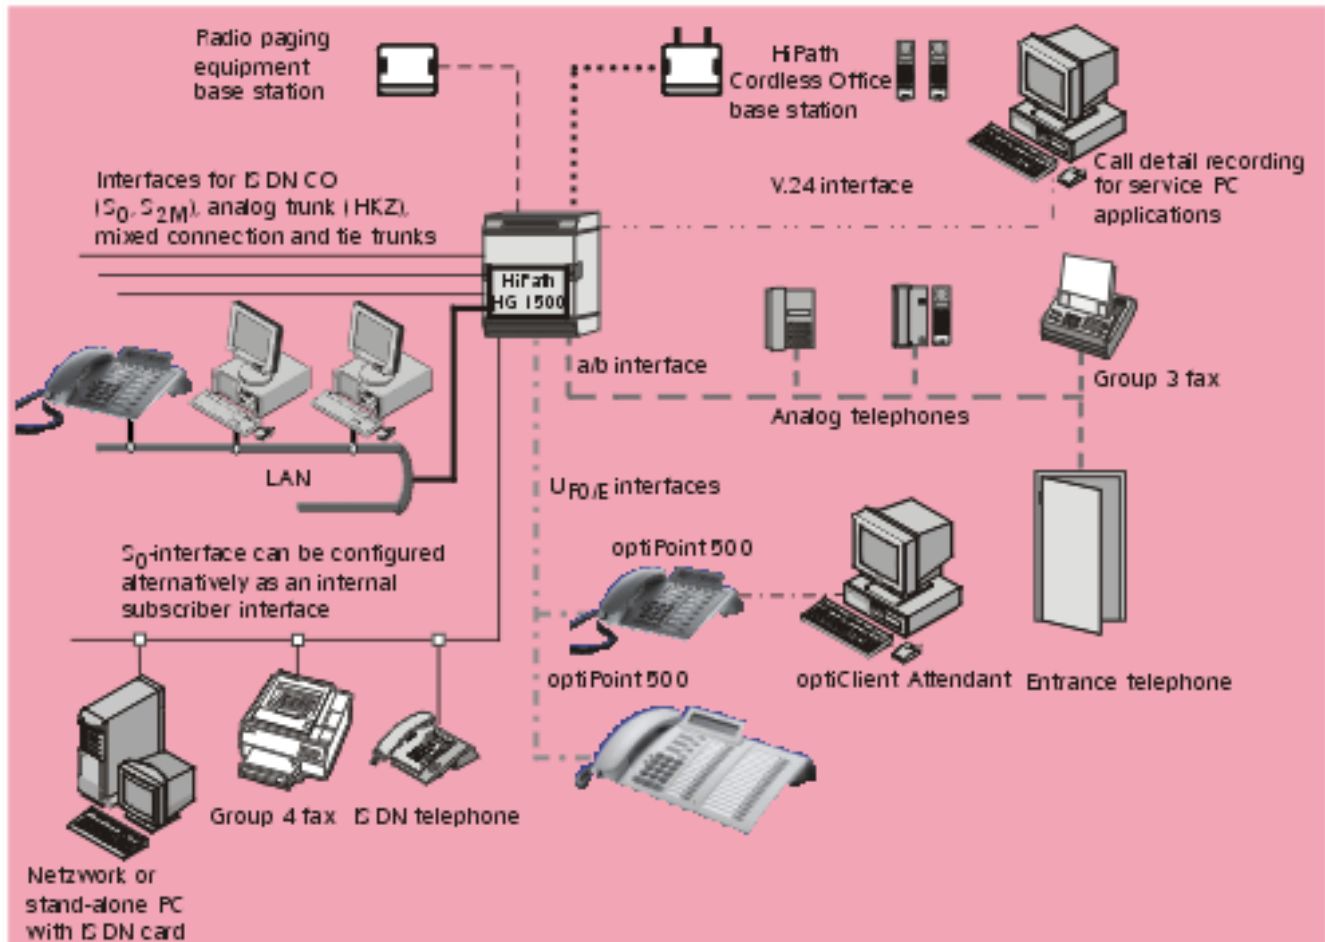 Radio paging
equipment
base station
HiPath
Cordless Office
base station
Call detail recording
for service PC
applications
V.24 interface
Interfaces for ISDN CO
(S0, S2M), analog trunk (HKZ),
mixed connection and tie trunks
HiPath
HG 1500
a/b interface
Group 3 fax
Analog telephones
LAN
UP0/E interfaces
S0-interface can be configured
alternatively as an internal
subscriber interface
optiPoint 500
optiPoint 500
optiClient Attendant
Entrance telephone
Group 4 fax
ISDN telephone
Netzwork or
stand-alone PC
with ISDN card